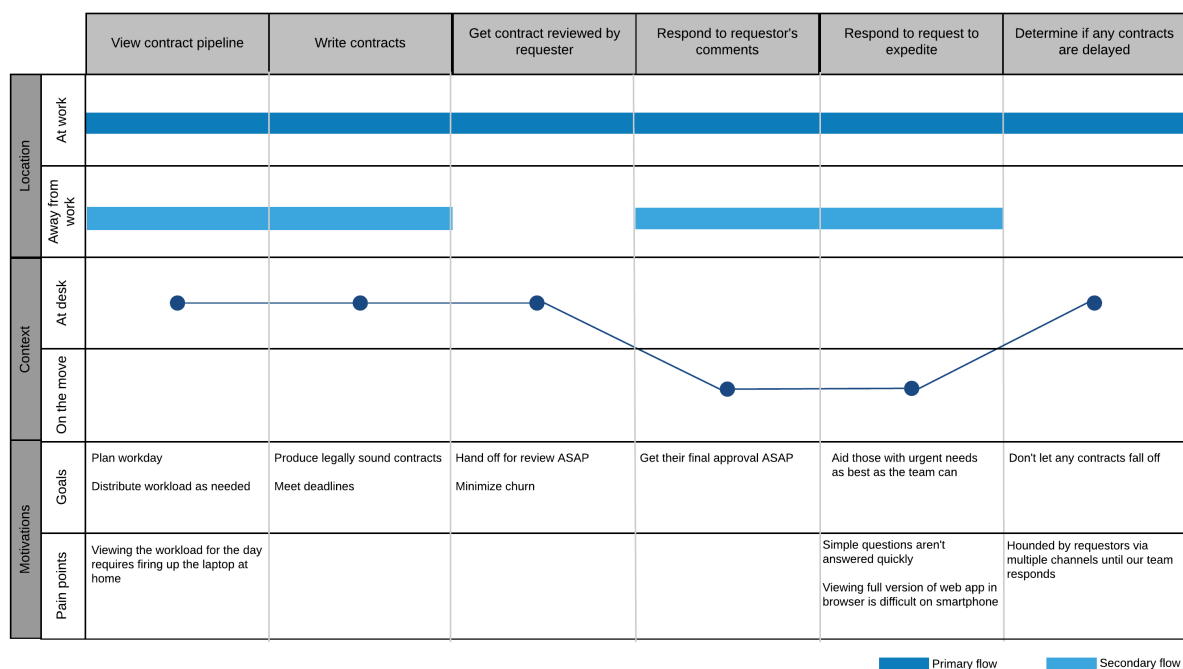 View contract pipeline
Write contracts
Get contract reviewed by
requester
Respond to requestor's
comments
Respond to request to
expedite
Determine if any contracts
are delayed
Location
At work
Away from
work
Context
At desk
On the move
Motivations
Goals
Plan workday
Distribute workload as needed
Produce legally sound contracts
Meet deadlines
Hand off for review ASAP
Minimize churn
Get their final approval ASAP
Aid those with urgent needs
as best as the team can
Don't let any contracts fall off
Pain points
Viewing the workload for the day
requires firing up the laptop at
home
Simple questions aren't
answered quickly
Viewing full version of web app in
browser is difficult on smartphone
Hounded by requestors via
multiple channels until our team
responds
Primary flow
Secondary flow